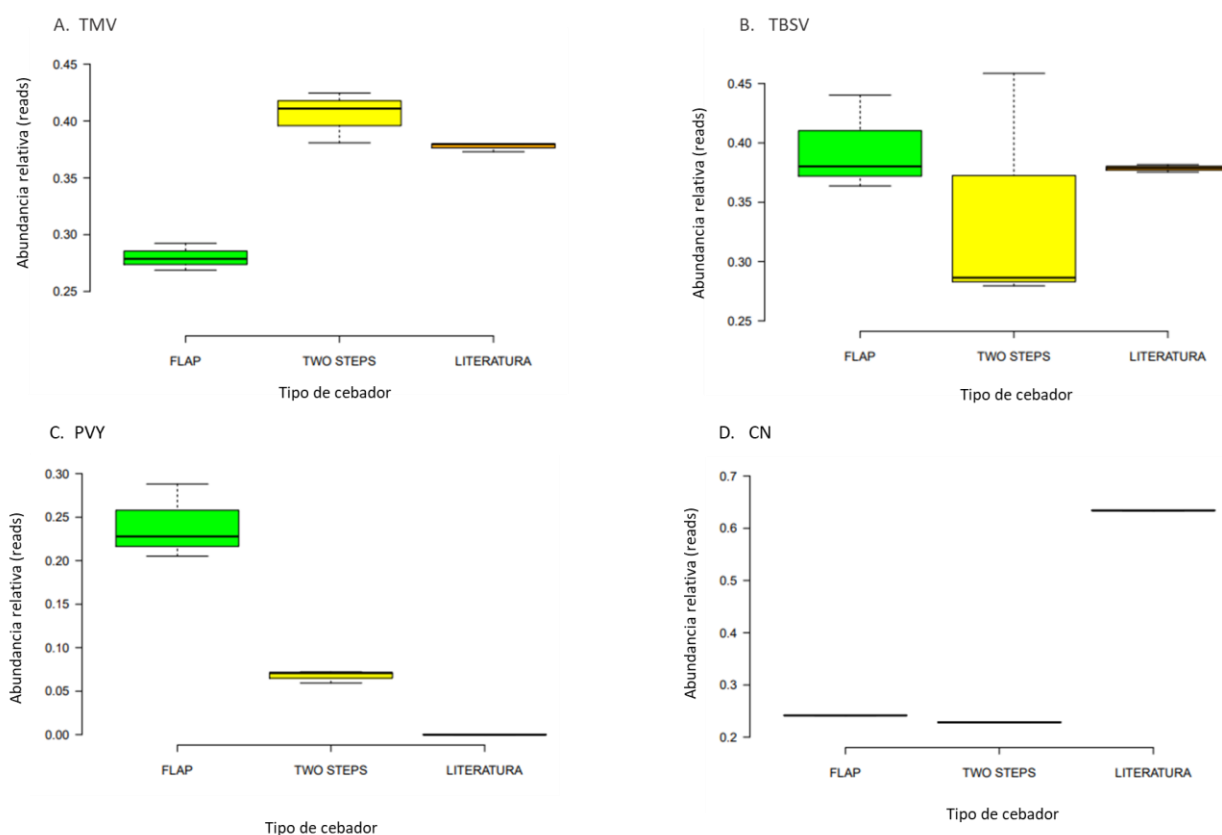 A. TMV
Abundancia relativa (reads)
0.45
0.40
0.35
0.30
0.25
FLAP TWO STEPS LITERATURA
Tipo de cebador
B. TBSV
Abundancia relativa (reads)
0.45
0.40
0.35
0.30
0.25
FLAP TWO STEPS LITERATURA
Tipo de cebador
C. PVY
Abundancia relativa (reads)
0.30
0.25
0.20
0.15
0.10
0.05
0.00
FLAP TWO STEPS LITERATURA
Tipo de cebador
D. CN
Abundancia relativa (reads)
0.7
0.6
0.5
0.4
0.3
0.2
FLAP TWO STEPS LITERATURA
Tipo de cebador